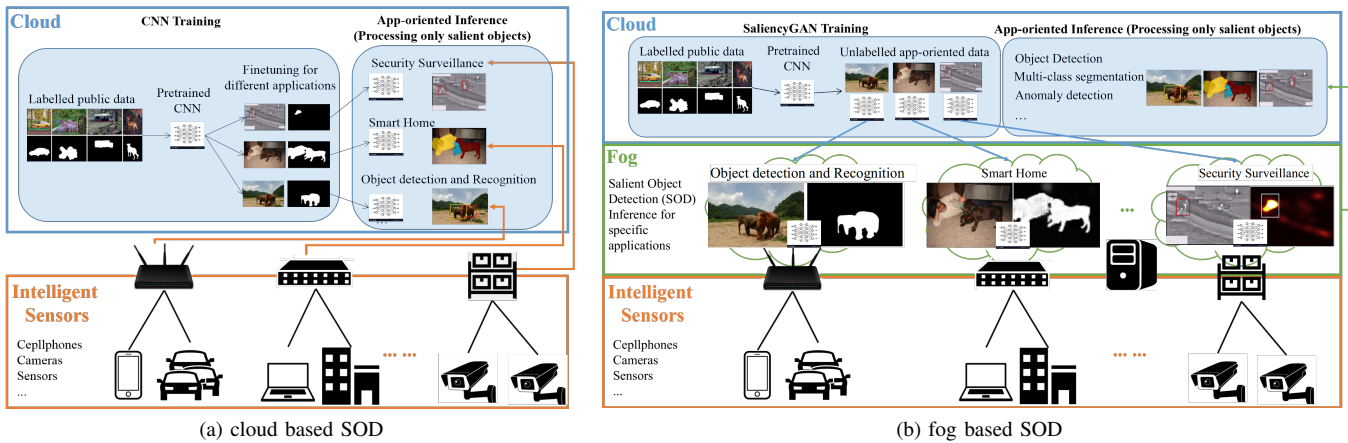 Cloud
CNN Training
App-oriented Inference
(Processing only salient objects)
Labelled public data
Pretrained
CNN
Finetuning for
different applications
Security Surveillance
Smart Home
Object detection and Recognition
Intelligent
Sensors
Cepllphones
Cameras
Sensors
...
... ...
(a) cloud based SOD
Cloud
SaliencyGAN Training
App-oriented Inference (Processing only salient objects)
Labelled public data
Pretrained
CNN
Unlabelled app-oriented data
Object Detection
Multi-class segmentation
Anomaly detection
...
Fog
Salient Object
Detection (SOD)
Inference for
specific
applications
Object detection and Recognition
Smart Home
...
Security Surveillance
Intelligent
Sensors
Cepllphones
Cameras
Sensors
...
... ...
(b) fog based SOD